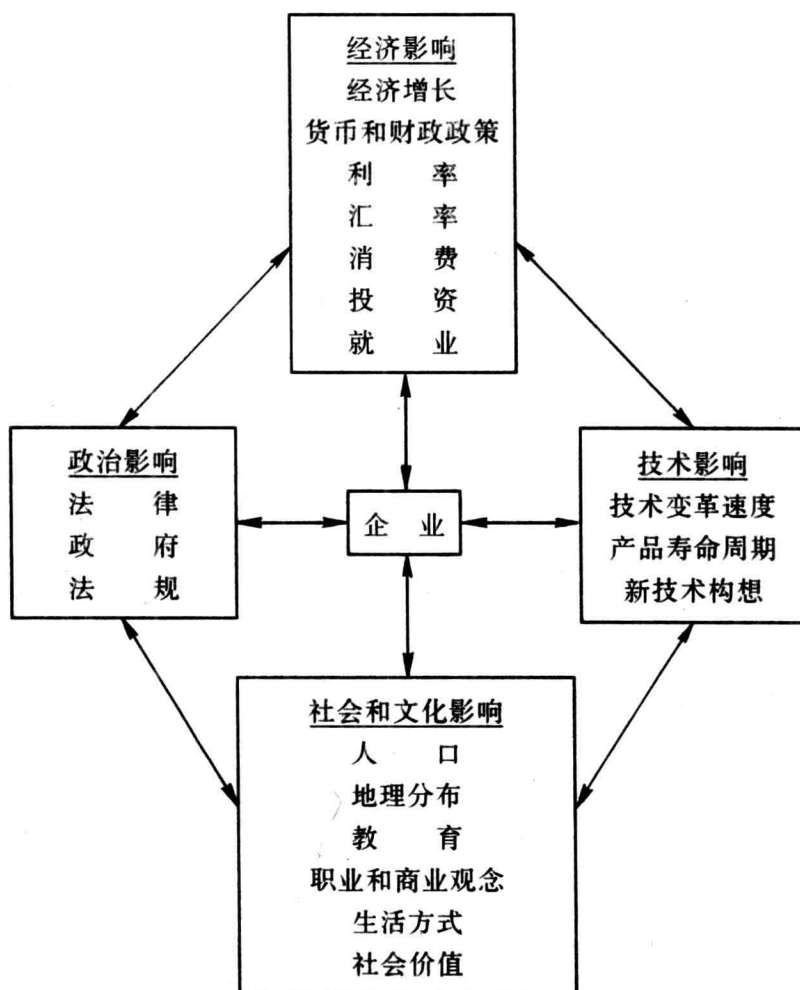 经济影响
经济增长
货币和财政政策
利率
汇率
消费
投资
就业
政治影响
法律
政府
法规
企业
技术影响
技术变革速度
产品寿命周期
新技术构想
社会和文化影响
人口
地理分布
教育
职业和商业观念
生活方式
社会价值